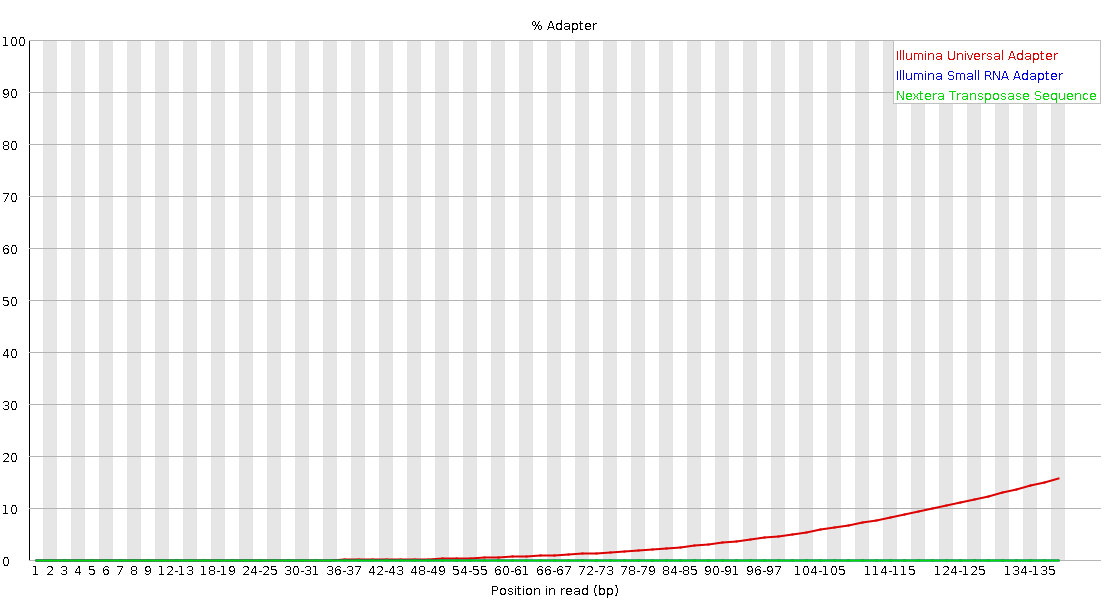 % Adapter
100
90
80
70
60
50
40
30
20
10
0
Illumina Universal Adapter
Illumina Small RNA Adapter
Nextera Transposase Sequence
1 2 3 4 5 6 7 8 9 12-13 18-19 24-25 30-31 36-37 42-43 48-49 54-55 60-61 66-67 72-73 78-79 84-85 90-91 96-97 104-105 114-115 124-125 134-135
Position in read (bp)